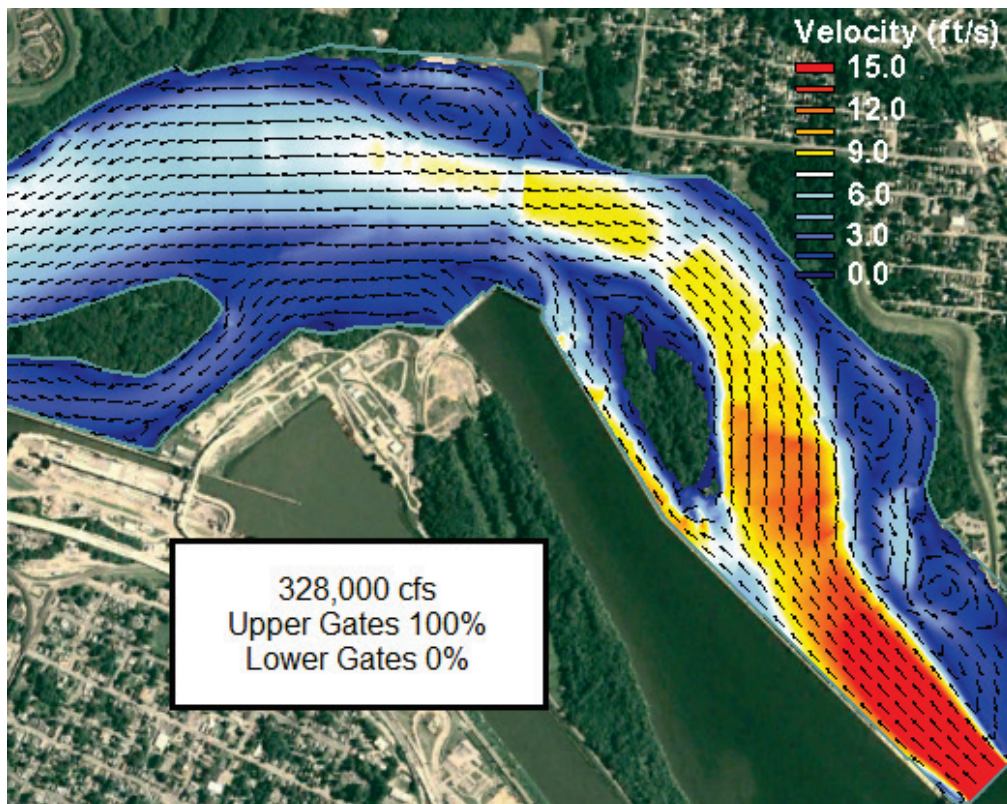 Velocity (ft/s)
15.0
12.0
9.0
6.0
3.0
0.0
328,000 cfs
Upper Gates 100%
Lower Gates 0%